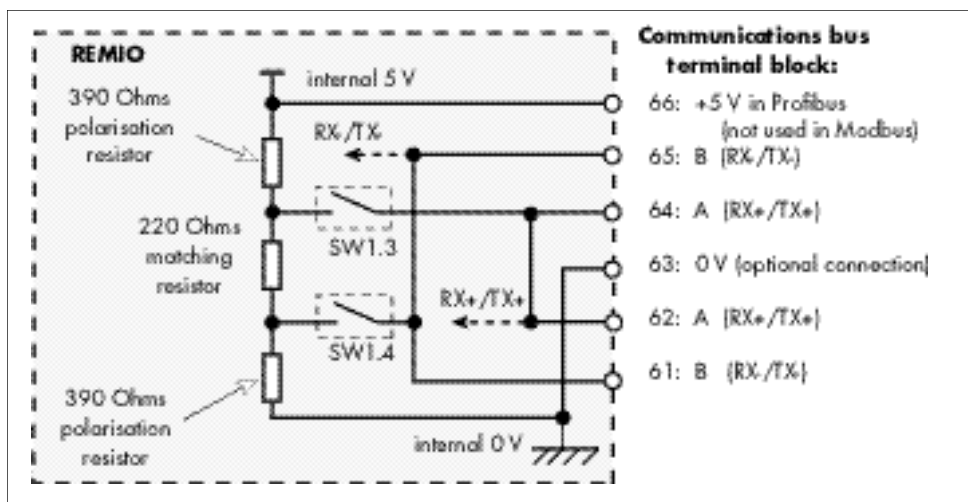 REMIO
Communications bus
terminal block:
internal 5 V
390 Ohms
polarisation
resistor
66: +5 V in Profibus
(not used in Modbus)
RX-/TX-
65: B (RX-/TX-)
64: A (RX+/TX+)
SW1.3
220 Ohms
matching
resistor
63: 0 V (optional connection)
RX+/TX+
62: A (RX+/TX+)
SW1.4
61: B (RX-/TX-)
390 Ohms
polarisation
resistor
internal 0 V